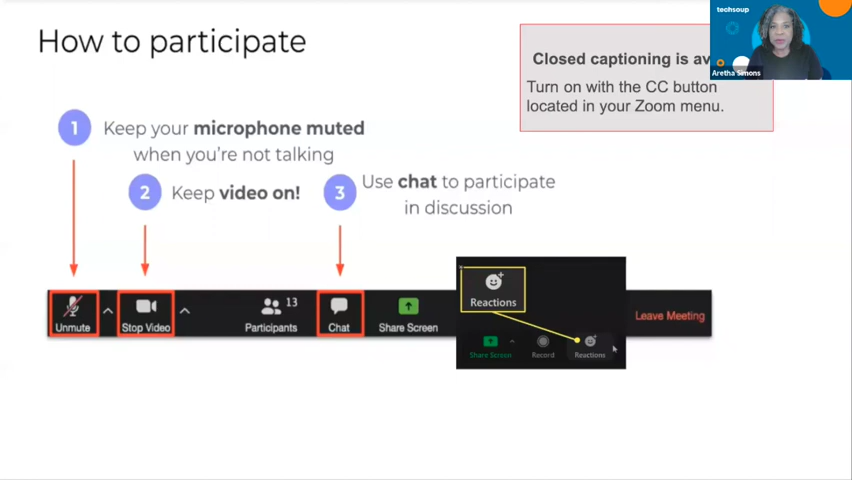 How to participate
Closed captioning is av
Turn on with the CC button
located in your Zoom menu.
techsoup
Aretha Simons
1
Keep your microphone muted
when you're not talking
2
Keep video on!
3
Use chat to participate
in discussion
Unmute
Stop Video
13
Participants
Chat
Share Screen
Reactions
Share Screen
Record
Reactions
Leave Meeting